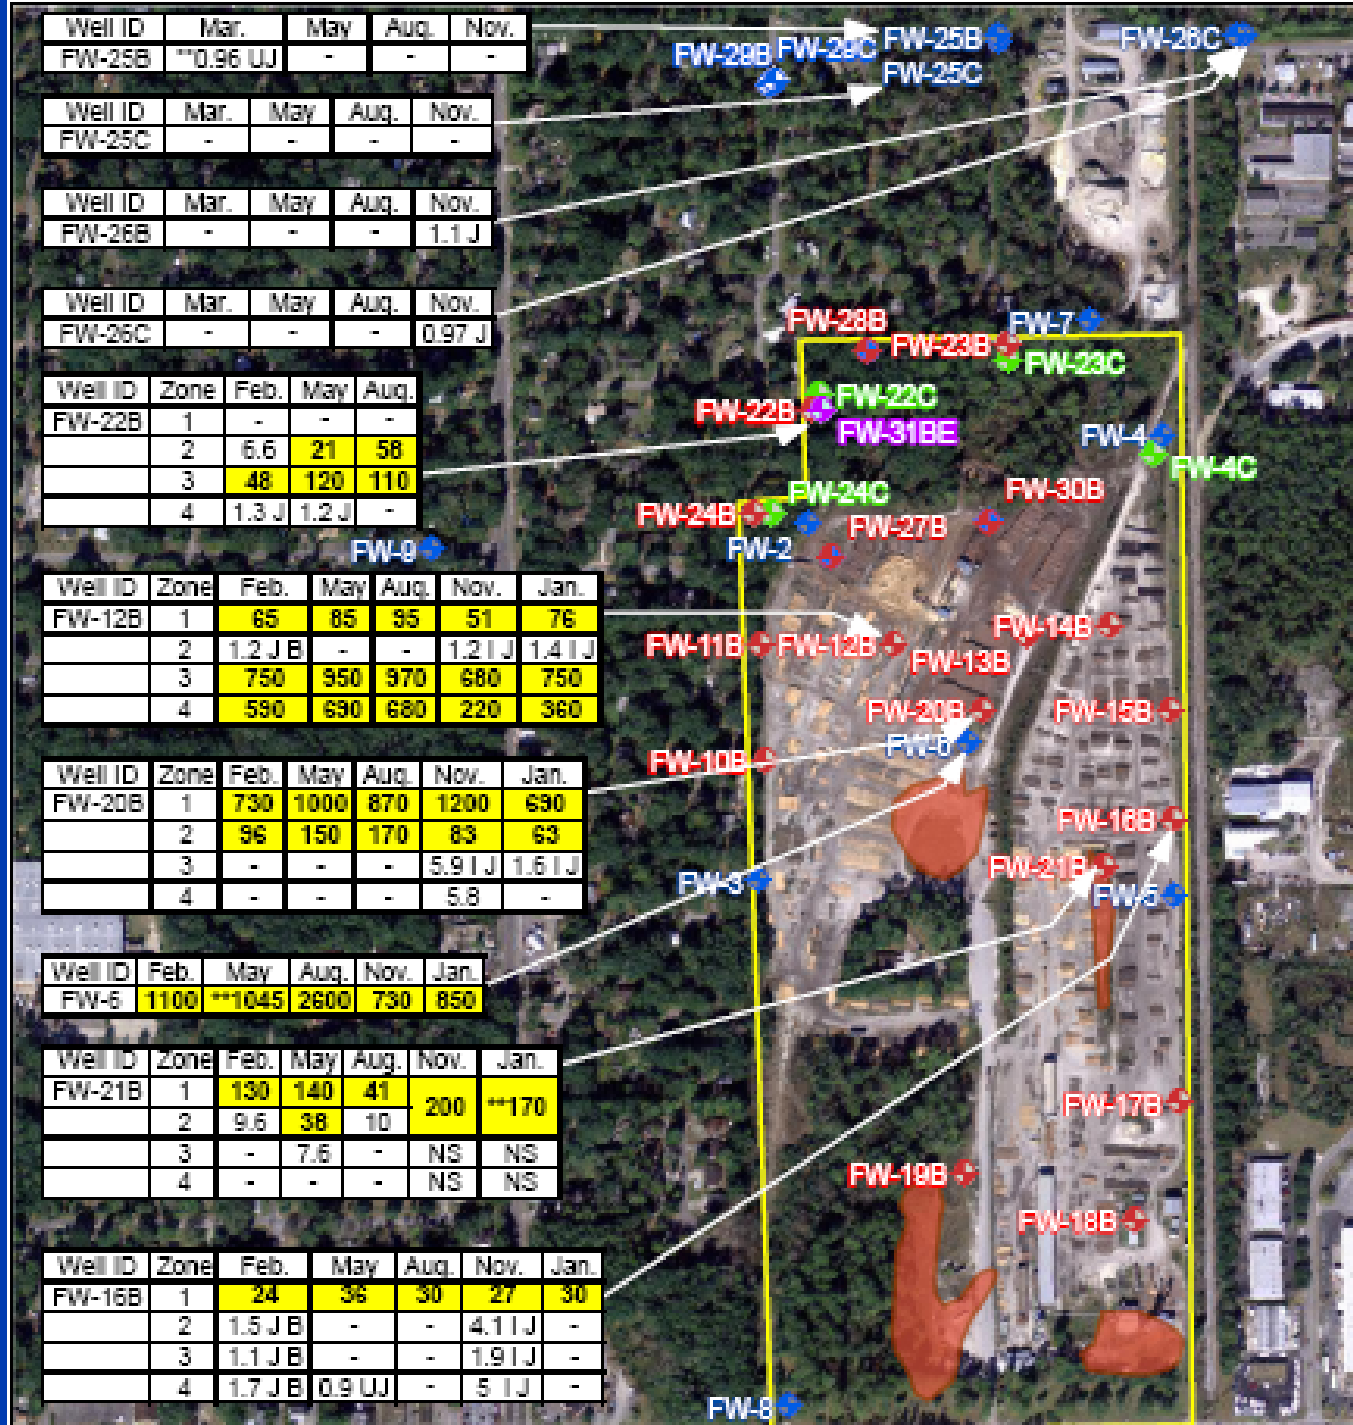 Well ID Mar. May Aug. Nov.
FW-25B **0.96 UJ - - -
Well ID Mar. May Aug. Nov.
FW-25C - - - -
Well ID Mar. May Aug. Nov.
FW-26B - - - 1.1 J
Well ID Mar. May Aug. Nov.
FW-26C - - - 0.97 J
Well ID Zone Feb. May Aug.
FW-22B 1 - - -
2 6.6 21 58
3 48 120 110
4 1.3 J 1.2 J -
Well ID Zone Feb. May Aug. Nov. Jan.
FW-12B 1 65 85 95 51 76
2 1.2 J B - - 1.2 I J 1.4 I J
3 750 950 970 680 750
4 590 690 680 220 360
Well ID Zone Feb. May Aug. Nov. Jan.
FW-20B 1 730 1000 870 1200 690
2 96 150 170 83 63
3 - - - 5.9 I J 1.6 I J
4 - - - 5.8 -
Well ID Feb. May Aug. Nov. Jan.
FW-6 1100 **1045 2600 730 850
Well ID Zone Feb. May Aug. Nov. Jan.
FW-21B 1 130 140 41 200 **170
2 9.6 38 10
3 - 7.6 - NS NS
4 - - - NS NS
Well ID Zone Feb. May Aug. Nov. Jan.
FW-16B 1 24 36 30 27 30
2 1.5 J B - - 4.1 I J -
3 1.1 J B - - 1.9 I J -
4 1.7 J B 0.9 UJ - 5 I J -
FW-29B
FW-29C
FW-25B
FW-25C
FW-26C
FW-28B
FW-23B
FW-7
FW-23C
FW-22C
FW-22B
FW-31BE
FW-4
FW-4C
FW-24C
FW-24B
FW-30B
FW-27B
FW-2
FW-9
FW-11B
FW-12B
FW-13B
FW-14B
FW-20B
FW-15B
FW-6
FW-10B
FW-16B
FW-21B
FW-3
FW-5
FW-17B
FW-19B
FW-18B
FW-8